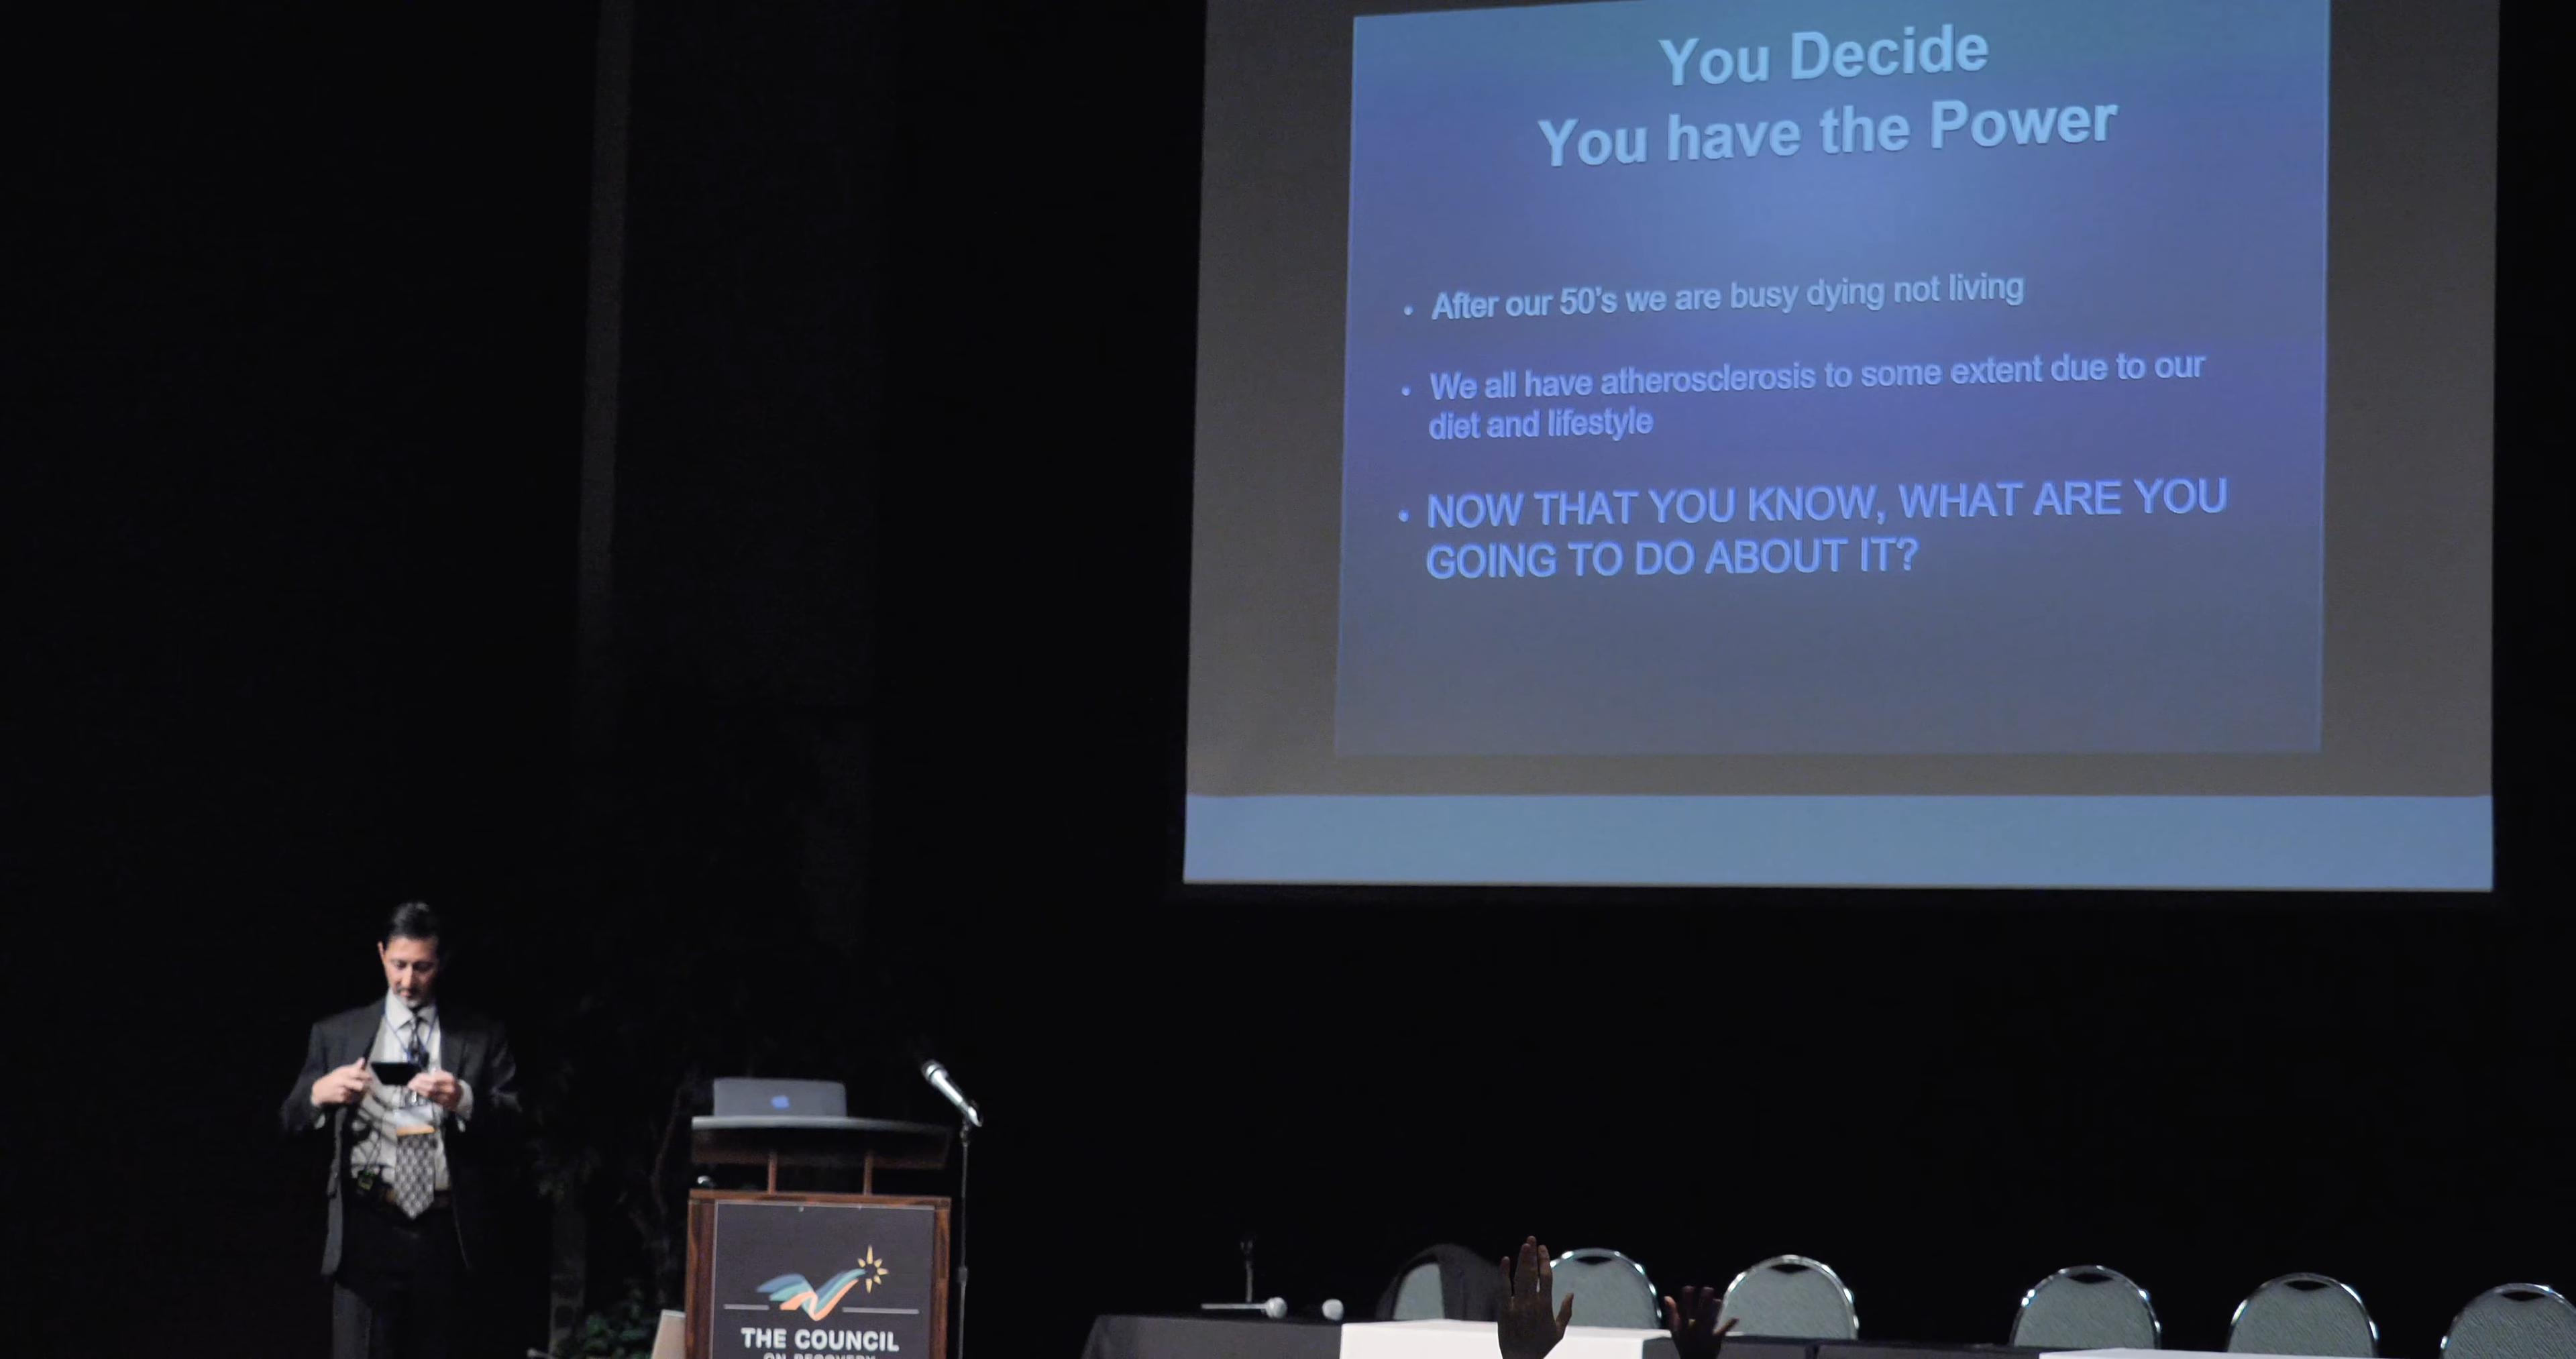 You Decide
You have the Power
• After our 50's we are busy dying not living
• We all have atherosclerosis to some extent due to our
diet and lifestyle
• NOW THAT YOU KNOW, WHAT ARE YOU
GOING TO DO ABOUT IT?
THE COUNCIL
ON RECOVERY